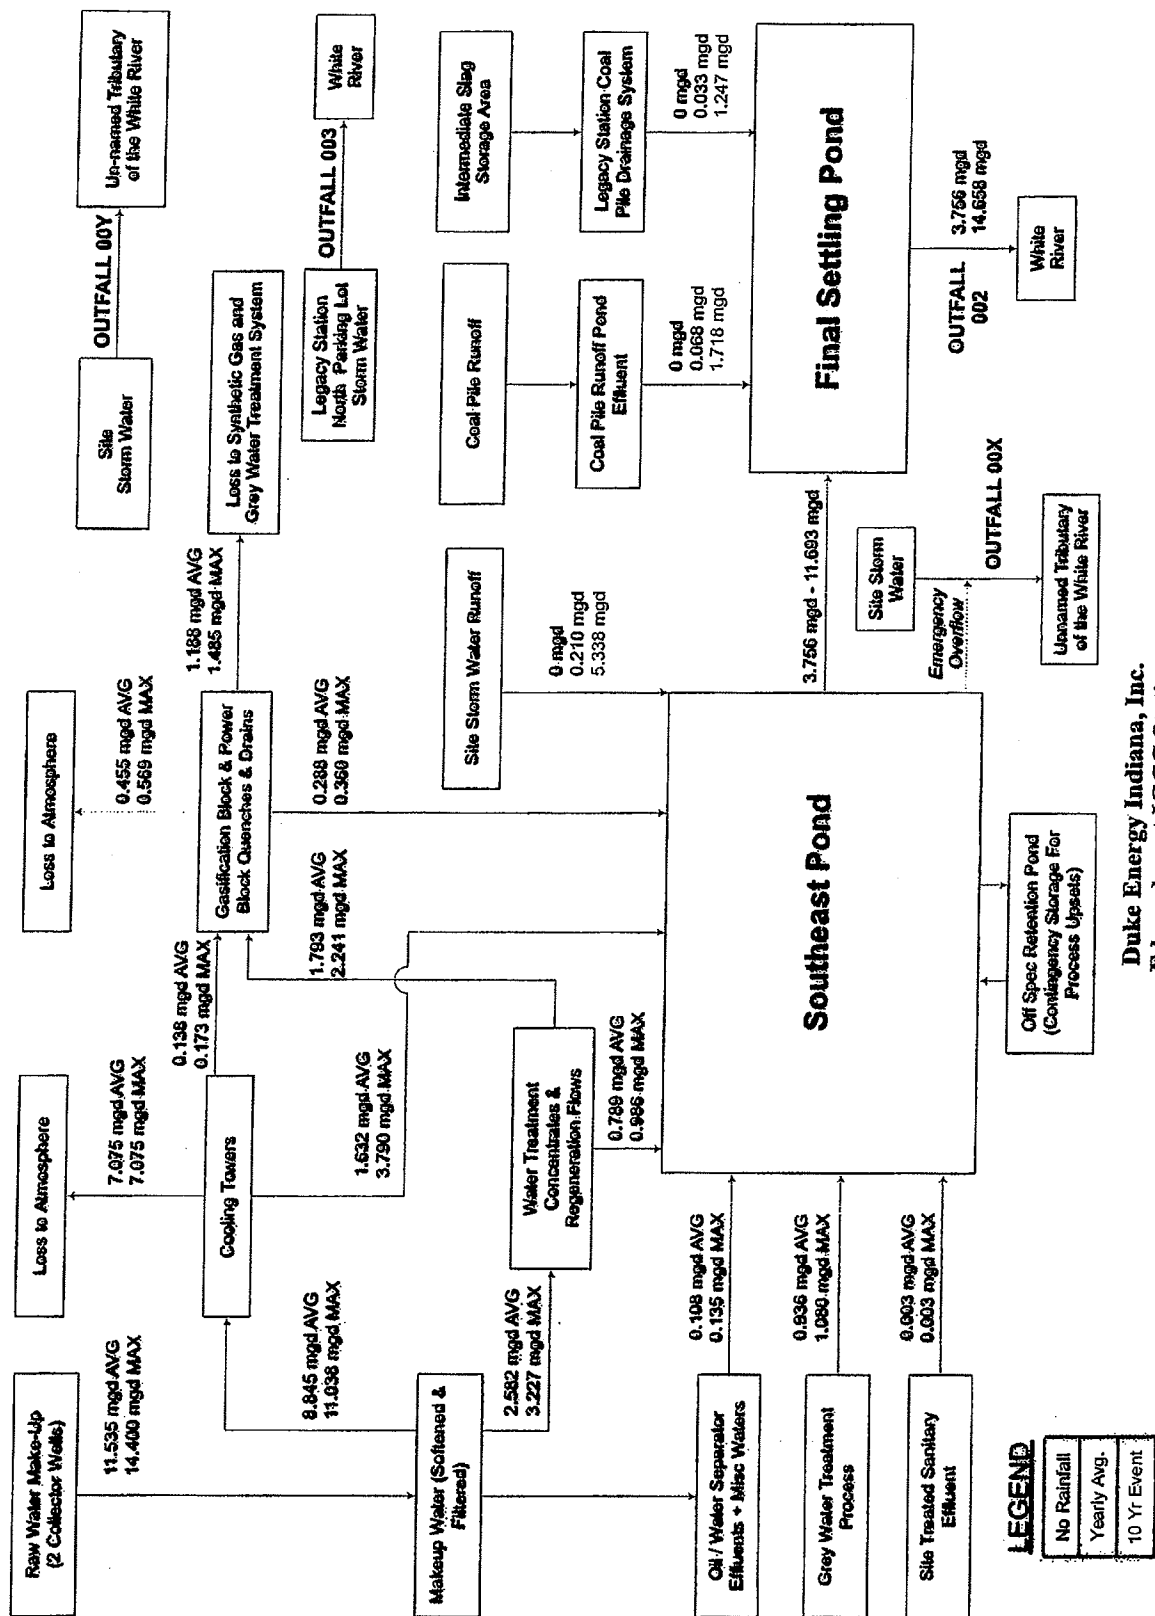 Raw Water Make-Up
(2 Collector Wells)
11.535 mgd AVG
14.400 mgd MAX
Loss to Atmosphere
7.075 mgd AVG
7.075 mgd MAX
Loss to Atmosphere
0.455 mgd AVG
0.569 mgd MAX
Site
Storm Water
OUTFALL 00Y
Un-named Tributary
of the White River
Cooling Towers
0.138 mgd AVG
0.173 mgd MAX
Gasification Block & Power
Block Quenches & Drains
1.188 mgd AVG
1.485 mgd MAX
Loss to Synthetic Gas and
Grey Water Treatment System
8.845 mgd AVG
11.038 mgd MAX
1.632 mgd AVG
3.790 mgd MAX
1.793 mgd AVG
2.241 mgd MAX
0.288 mgd AVG
0.360 mgd MAX
Legacy Station
North Parking Lot
Storm Water
OUTFALL 003
White
River
Makeup Water (Softened &
Filtered)
2.582 mgd AVG
3.227 mgd MAX
Water Treatment
Concentrates &
Regeneration Flows
0.789 mgd AVG
0.986 mgd MAX
Site Storm Water Runoff
0 mgd
0.210 mgd
5.338 mgd
Coal Pile Runoff
Coal Pile Runoff Pond
Effluent
0 mgd
0.068 mgd
1.718 mgd
Intermediate Slag
Storage Area
Legacy Station Coal
Pile Drainage System
0 mgd
0.033 mgd
1.247 mgd
Oil / Water Separator
Effluents + Misc Waters
0.108 mgd AVG
0.135 mgd MAX
Grey Water Treatment
Process
0.936 mgd AVG
1.080 mgd MAX
Site Treated Sanitary
Effluent
0.003 mgd AVG
0.003 mgd MAX
Southeast Pond
3.756 mgd - 11.693 mgd
Final Settling Pond
OUTFALL
002
3.756 mgd
14.658 mgd
White
River
Emergency
Overflow
Site Storm
Water
OUTFALL 00X
Unnamed Tributary
of the White River
Off Spec Retention Pond
(Contingency Storage For
Process Upsets)
LEGEND
No Rainfall
Yearly Avg.
10 Yr Event
Duke Energy Indiana, Inc.